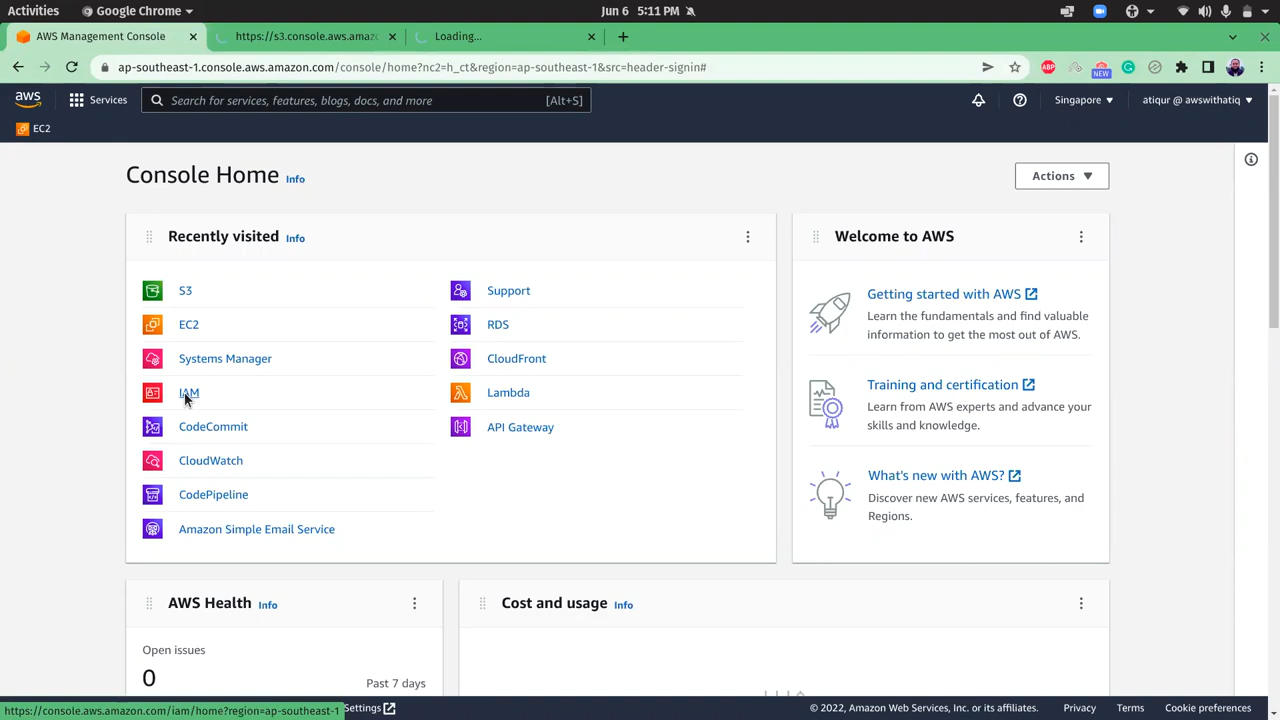 Activities
Google Chrome
Jun 6 5:11 PM
AWS Management Console
https://s3.console.aws.amaz
Loading...
ap-southeast-1.console.aws.amazon.com/console/home?nc2=h_ct&region=ap-southeast-1&src=header-signin#
ABP
NEW
aws
Services
Search for services, features, blogs, docs, and more
[Alt+S]
Singapore
atiqur @ awswithatiq
EC2
Console Home
Info
Actions
Recently visited
Info
S3
EC2
Systems Manager
IAM
CodeCommit
CloudWatch
CodePipeline
Amazon Simple Email Service
Support
RDS
CloudFront
Lambda
API Gateway
Welcome to AWS
Getting started with AWS
Learn the fundamentals and find valuable
information to get the most out of AWS.
Training and certification
Learn from AWS experts and advance your
skills and knowledge.
What's new with AWS?
Discover new AWS services, features, and
Regions.
AWS Health
Info
Open issues
0
Past 7 days
Cost and usage
Info
https://console.aws.amazon.com/iam/home?region=ap-southeast-1
Settings
© 2022, Amazon Web Services, Inc. or its affiliates.
Privacy
Terms
Cookie preferences